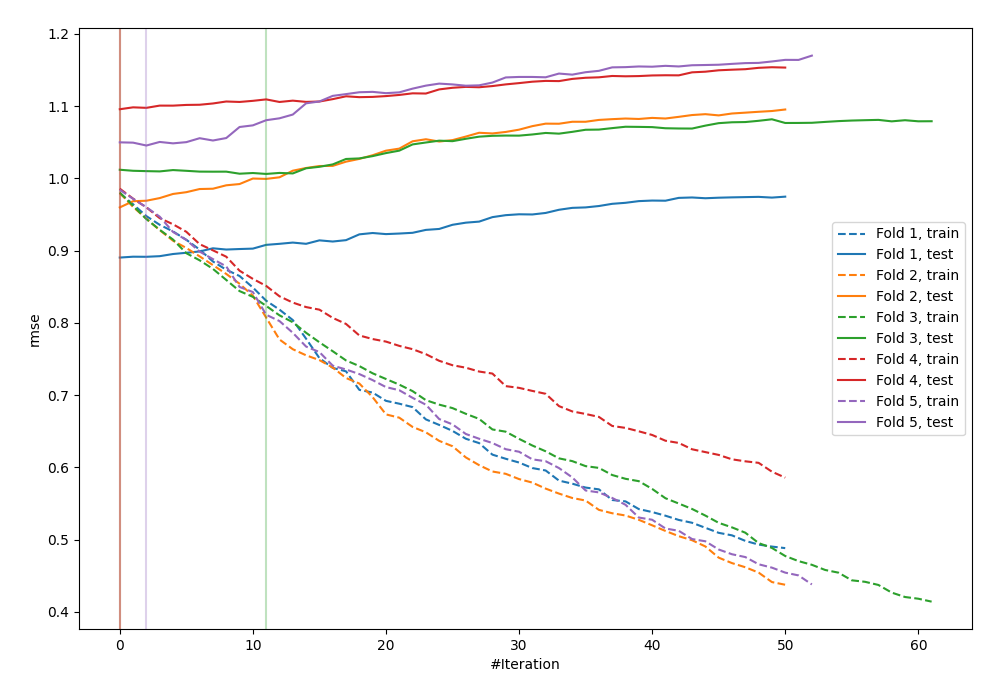 1.2
1.1
1.0
0.9
0.8
0.7
0.6
0.5
0.4
rmse
0
10
20
30
40
50
60
#Iteration
Fold 1, train
Fold 1, test
Fold 2, train
Fold 2, test
Fold 3, train
Fold 3, test
Fold 4, train
Fold 4, test
Fold 5, train
Fold 5, test